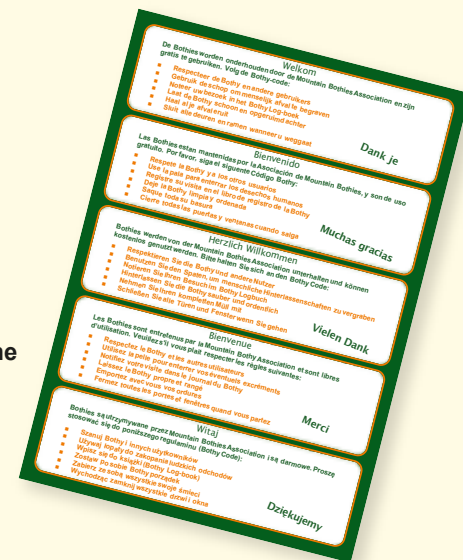 ne
Welkom
De Bothies worden onderhouden door de Mountain Bothies Association en zijn
gratis te gebruiken. Volg de Bothy-code:
Respecteer de Bothy en andere gebruikers
Gebruik de schop om menselijk afval te begraven
Noteer uw bezoek in het Bothy Log-boek
Laat de Bothy schoon en opgeruimd achter
Haal al je afval eruit
Sluit alle deuren en ramen wanneer u weggaat
Dank je
Bienvenido
Las Bothies estan mantenidas por la Asociación de Mountain Bothies, y son de uso
gratuito. Por favor, siga el siguiente Código Bothy:
Respete la Bothy y a los otros usuarios
Use la pala para enterrar los desechos humanos
Registre su visita en el libro de registro de la Bothy
Deje la Bothy limpia y ordenada
Saque toda su basura
Cierre todas las puertas y ventanas cuando salga
Muchas gracias
Herzlich Willkommen
Bothies werden von der Mountain Bothies Association unterhalten und können
kostenlos genutzt werden. Bitte halten Sie sich an den Bothy Code:
Respektieren Sie die Bothy und andere Nutzer
Benutzen Sie den Spaten, um menschliche Hinterlassenschaften zu vergraben
Notieren Sie Ihren Besuch im Bothy Logbuch
Hinterlassen Sie die Bothy sauber und ordentlich
Nehmen Sie ihren kompletten Müll mit
Schließen Sie alle Türen und Fenster wenn Sie gehen
Vielen Dank
Bienvenue
Les Bothies sont entretenus par la Mountain Bothy Association et sont libres
d'utilisation. Veuillez s'il vous plait respecter les règles suivantes:
Respectez le Bothy et les autres utilisateurs
Utilisez la pelle pour enterrer vos éventuels excréments
Notifiez votre visite dans le journal du Bothy
Laissez le Bothy propre et rangé
Emportez avec vous vos ordures
Fermez toutes les portes et fenêtres quand vous partez
Merci
Witaj
Bothies są utrzymywane przez Mountain Bothies Association i są darmowe. Proszę
stosować się do poniższego regulaminu (Bothy Code):
Szanuj Bothy i innych użytkowników
Używaj łopaty do zakopania ludzkich odchodów
Wpisz się do książki (Bothy Log-book)
Zostaw po sobie Bothy porządek
Zabierz ze sobą wszystkie swoje śmieci
Wychodząc zamknij wszystkie drzwi i okna
Dziękujemy